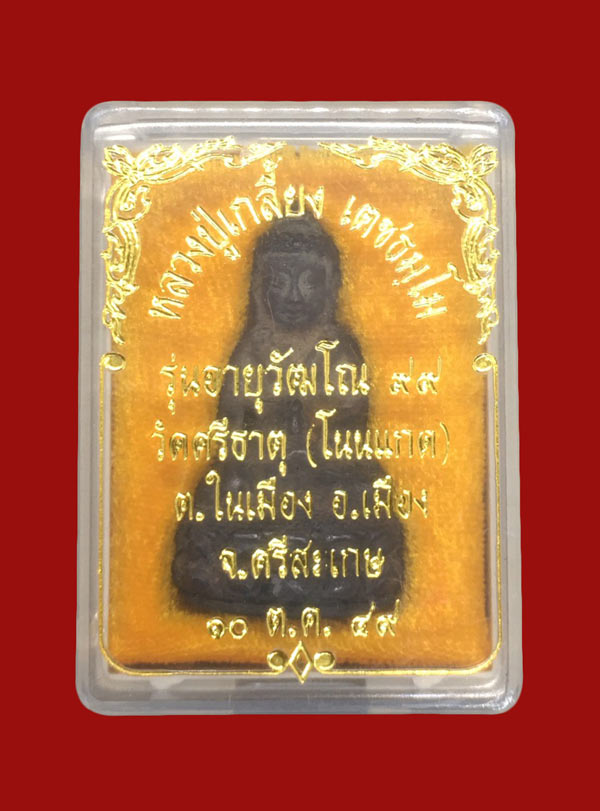 หลวงปู่เกลี้ยง เตชธมฺโม
รุ่นอายุวัฒโณ ๙๙
วัดศรีธาตุ (โนนแกด)
ต.ในเมือง อ.เมือง
จ.ศรีสะเกษ
๑๐ ต.ค. ๔๙